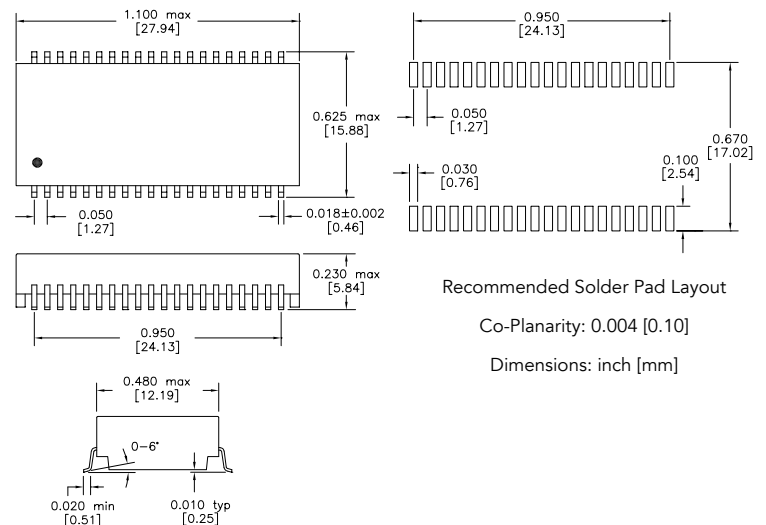 1.100 max
[27.94]
0.625 max
[15.88]
0.050
[1.27]
0.018±0.002
[0.46]
0.950
[24.13]
0.050
[1.27]
0.030
[0.76]
0.670
[17.02]
0.100
[2.54]
0.230 max
[5.84]
0.950
[24.13]
Recommended Solder Pad Layout
Co-Planarity: 0.004 [0.10]
Dimensions: inch [mm]
0.480 max
[12.19]
0-6°
0.020 min
[0.51]
0.010 typ
[0.25]